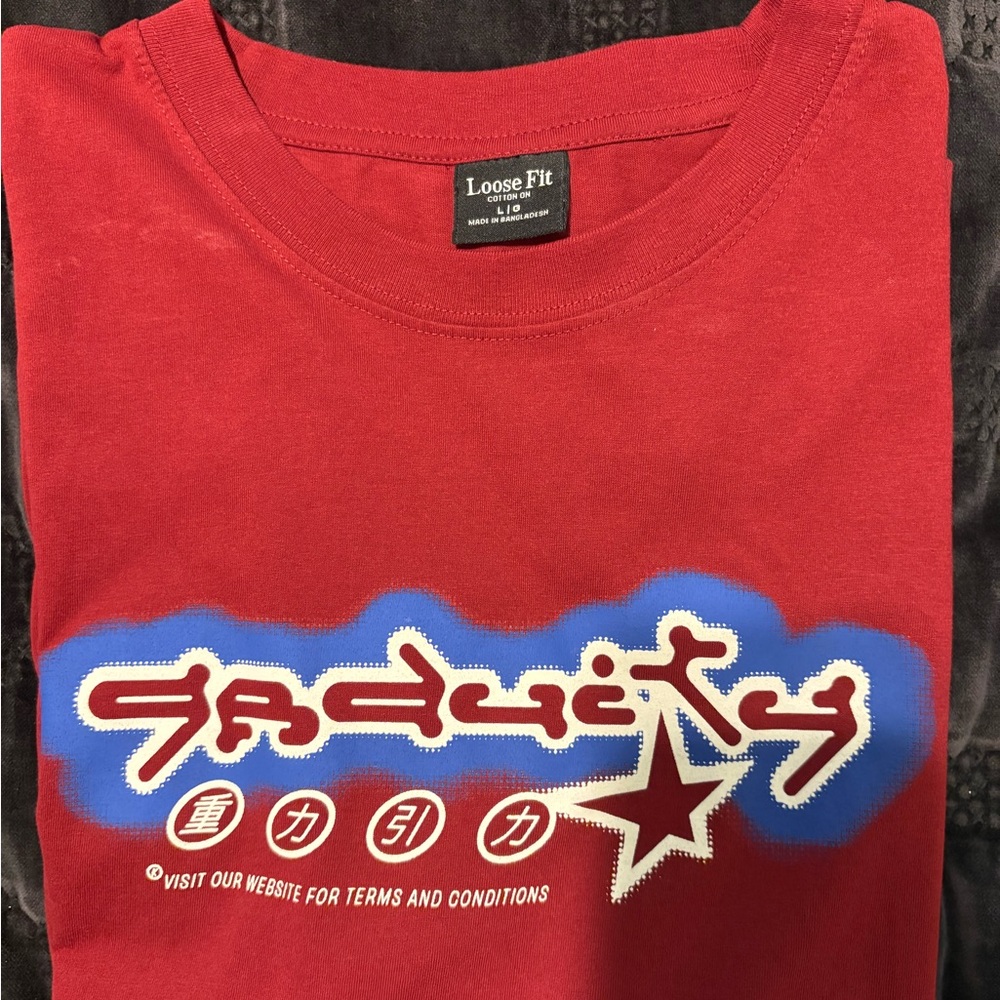 Loose Fit
COTTON ON
L | G
MADE IN BANGLADESH
gravity
重 力 引 力
®VISIT OUR WEBSITE FOR TERMS AND CONDITIONS